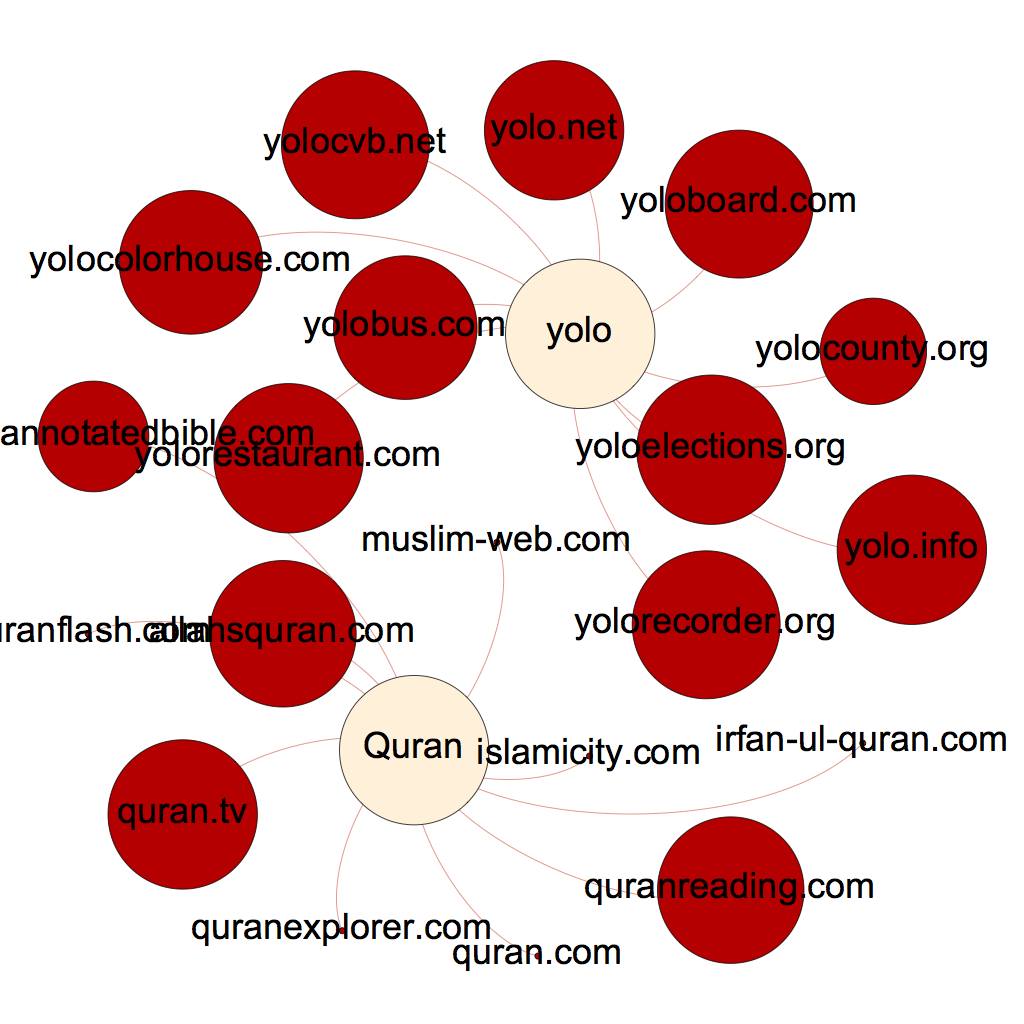 yolo.net
yolocvb.net
yoloboard.com
yolocolorhouse.com
yolobus.com
yolo
yolocounty.org
annotatedbible.com
yolorestaurant.com
yoloelections.org
muslim-web.com
yolo.info
yolorecorder.org
uranflash.com
allahsquran.com
Quran
islamicity.com
irfan-ul-quran.com
quran.tv
quranreading.com
quranexplorer.com
quran.com